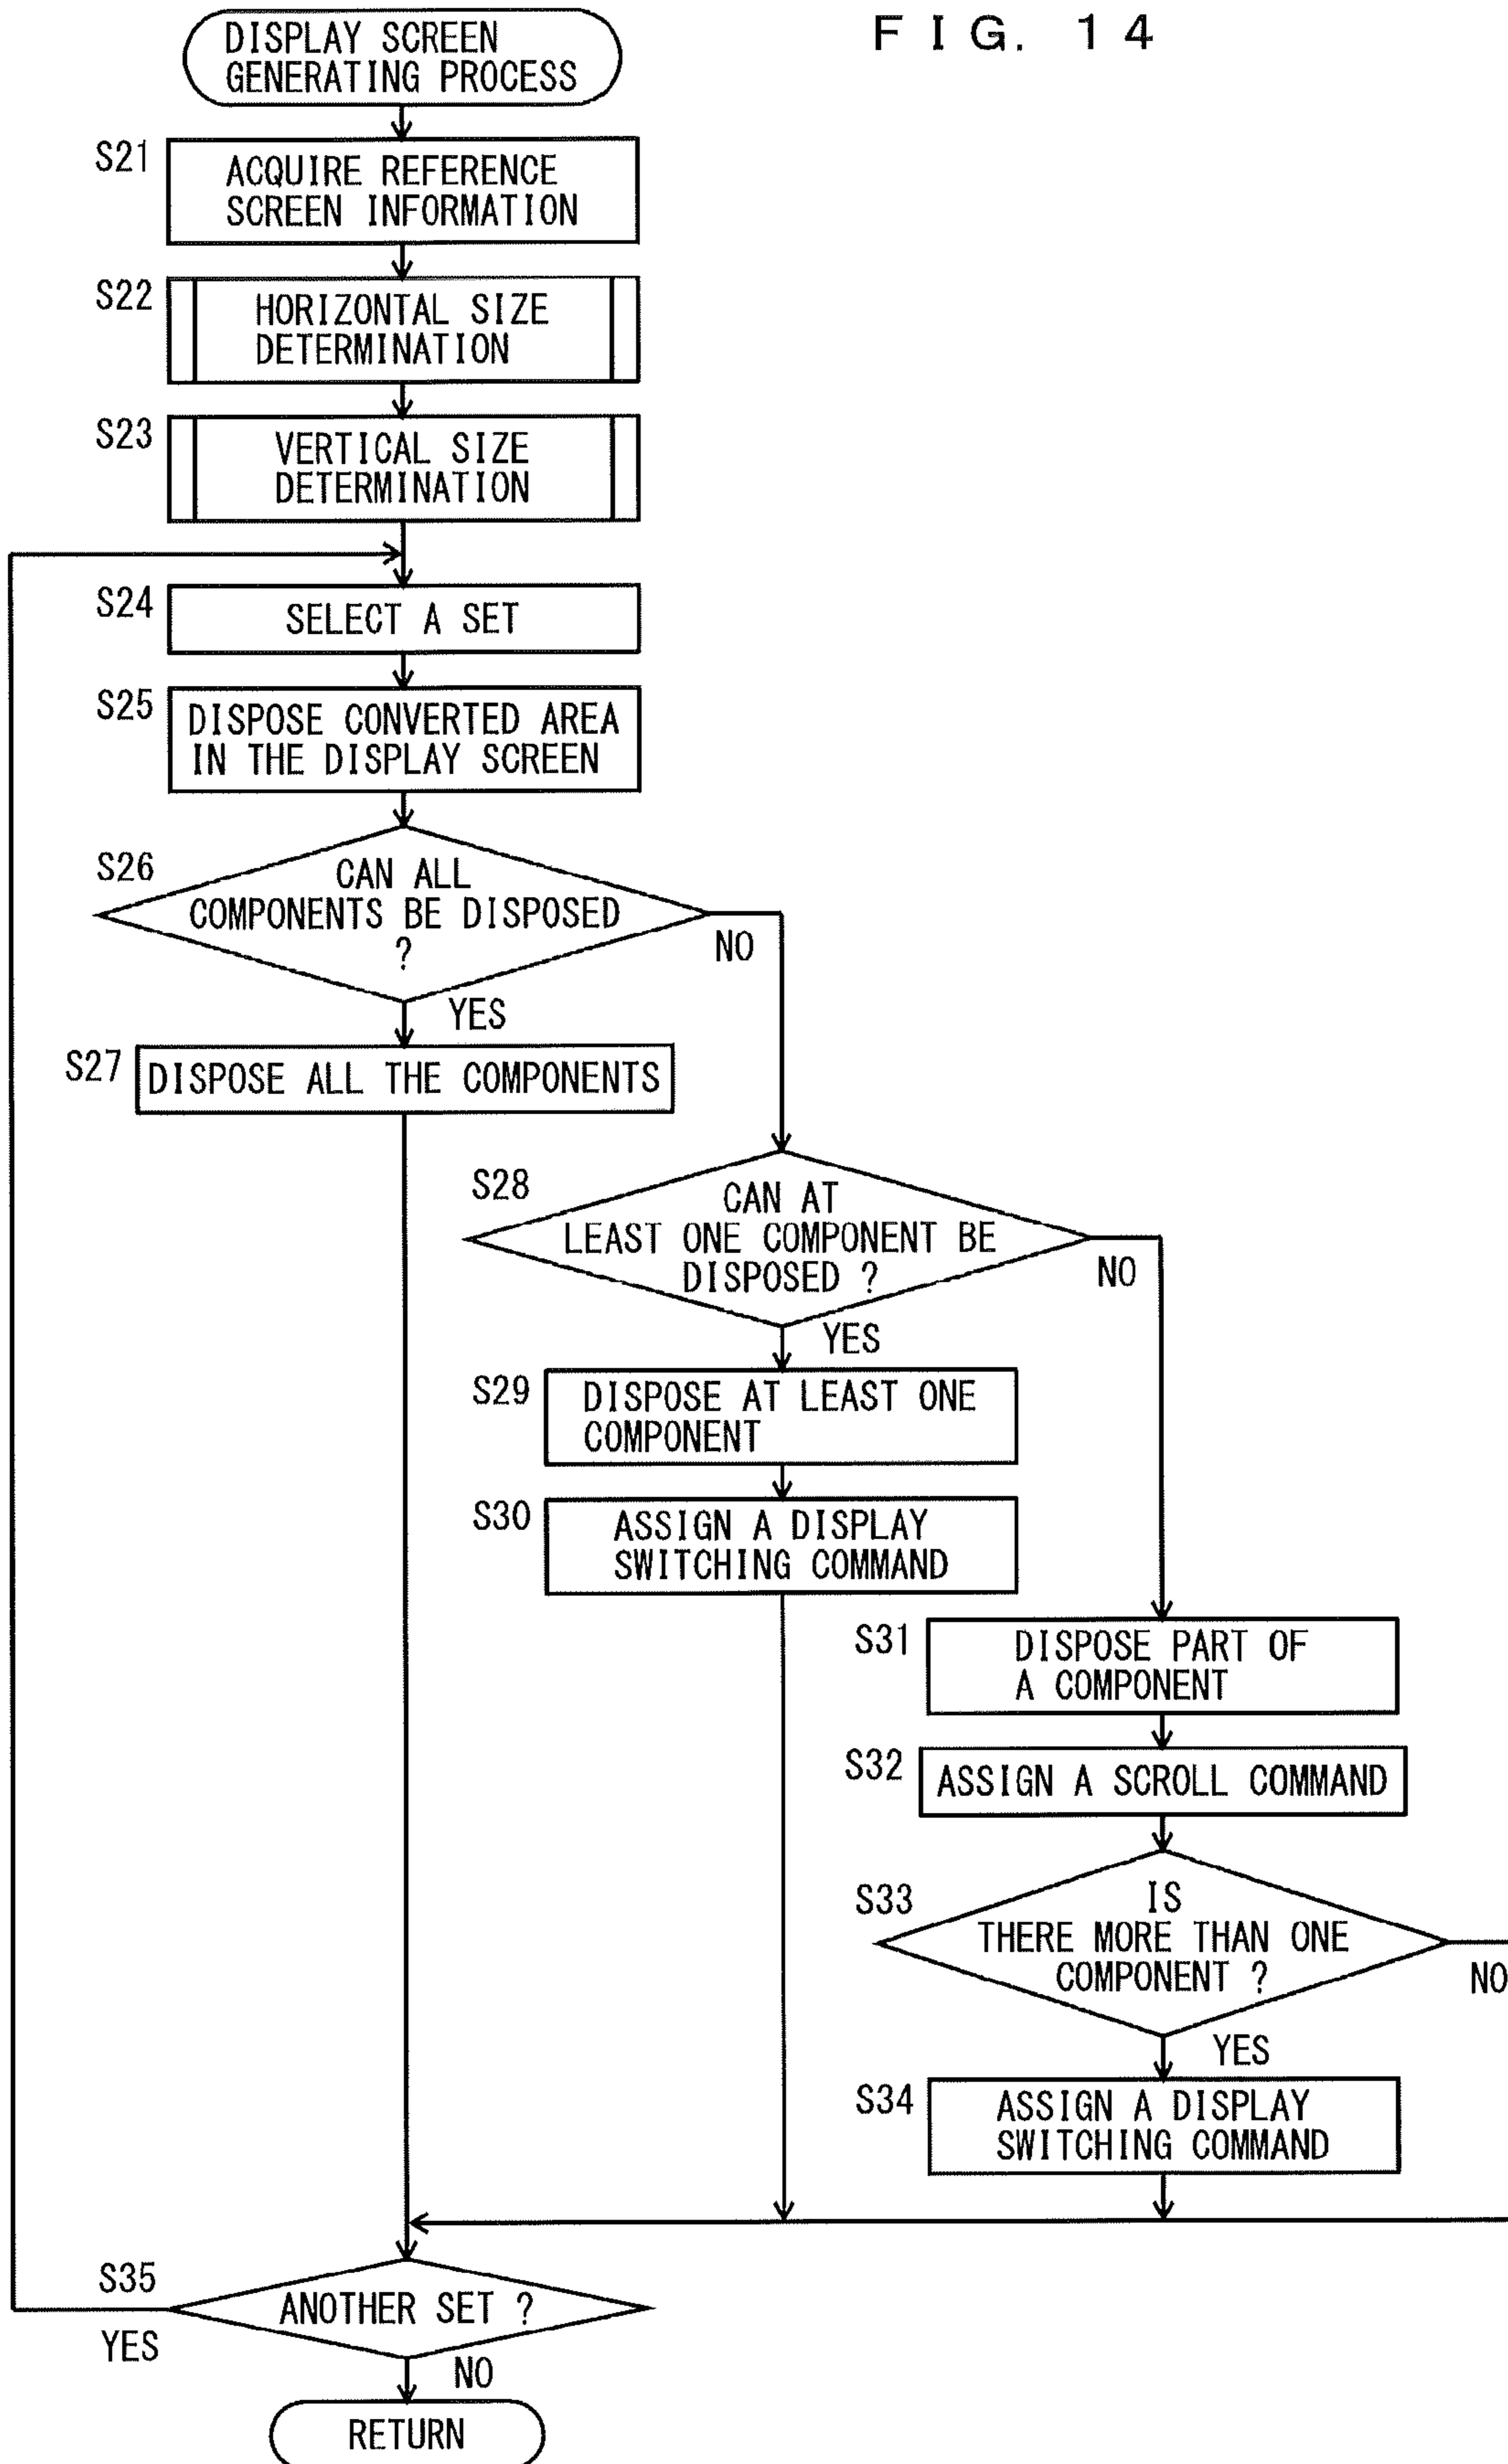 FIG. 14
DISPLAY SCREEN
GENERATING PROCESS
S21
ACQUIRE REFERENCE
SCREEN INFORMATION
S22
HORIZONTAL SIZE
DETERMINATION
S23
VERTICAL SIZE
DETERMINATION
S24
SELECT A SET
S25
DISPOSE CONVERTED AREA
IN THE DISPLAY SCREEN
S26
CAN ALL
COMPONENTS BE DISPOSED
?
NO
YES
S27
DISPOSE ALL THE COMPONENTS
S28
CAN AT
LEAST ONE COMPONENT BE
DISPOSED ?
NO
YES
S29
DISPOSE AT LEAST ONE
COMPONENT
S30
ASSIGN A DISPLAY
SWITCHING COMMAND
S31
DISPOSE PART OF
A COMPONENT
S32
ASSIGN A SCROLL COMMAND
S33
IS
THERE MORE THAN ONE
COMPONENT ?
NO
YES
S34
ASSIGN A DISPLAY
SWITCHING COMMAND
S35
ANOTHER SET ?
YES
NO
RETURN